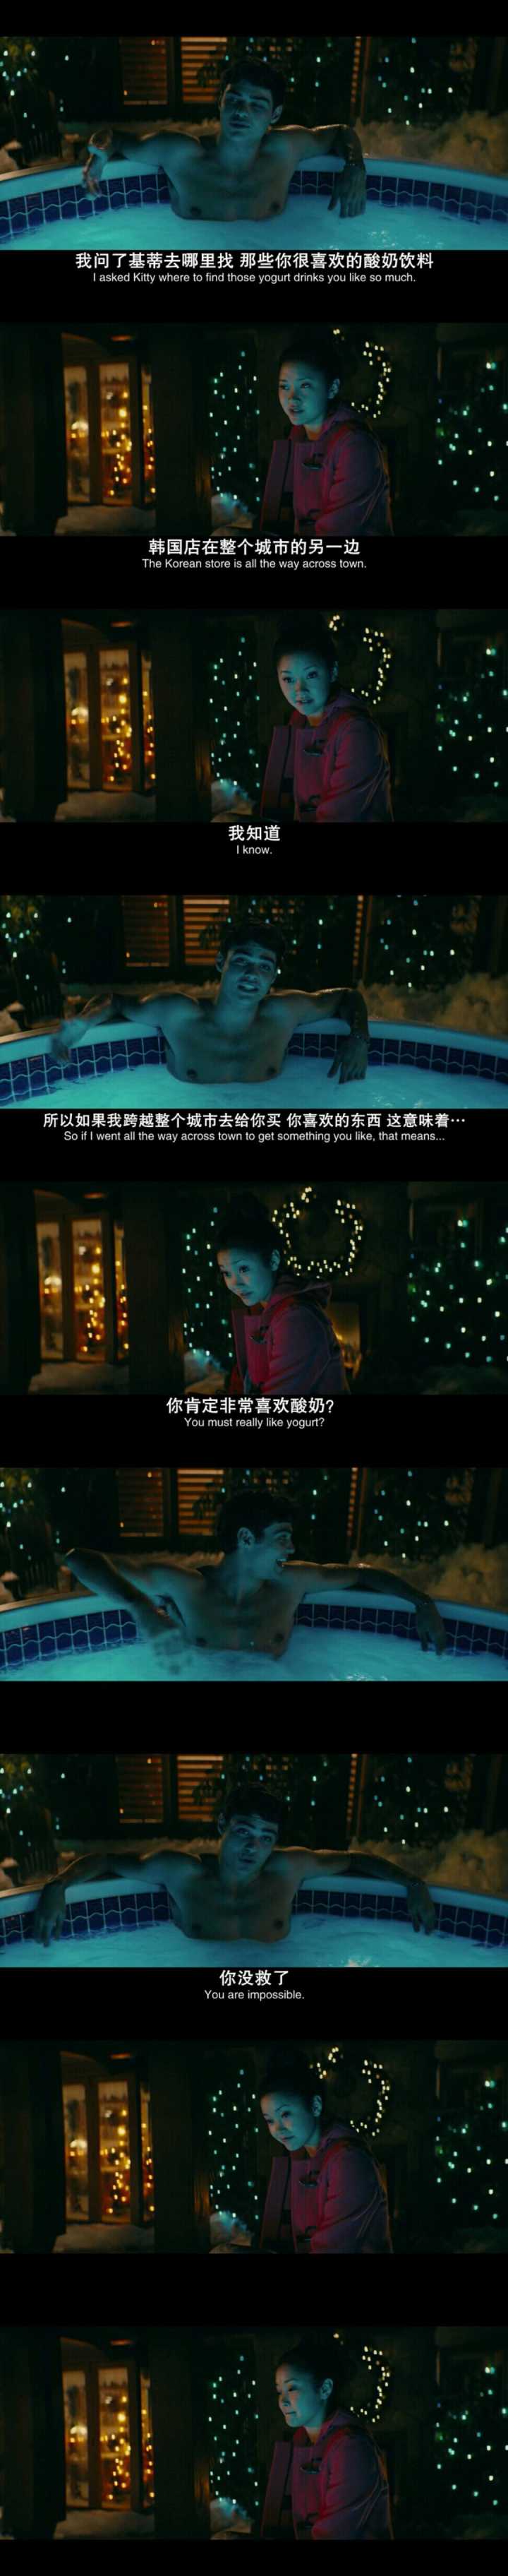 我问了基蒂去哪里找 那些你很喜欢的酸奶饮料
I asked Kitty where to find those yogurt drinks you like so much.
韩国店在整个城市的另一边
The Korean store is all the way across town.
我知道
I know.
所以如果我跨越整个城市去给你买 你喜欢的东西 这意味着…
So if I went all the way across town to get something you like, that means...
你肯定非常喜欢酸奶?
You must really like yogurt?
你没救了
You are impossible.